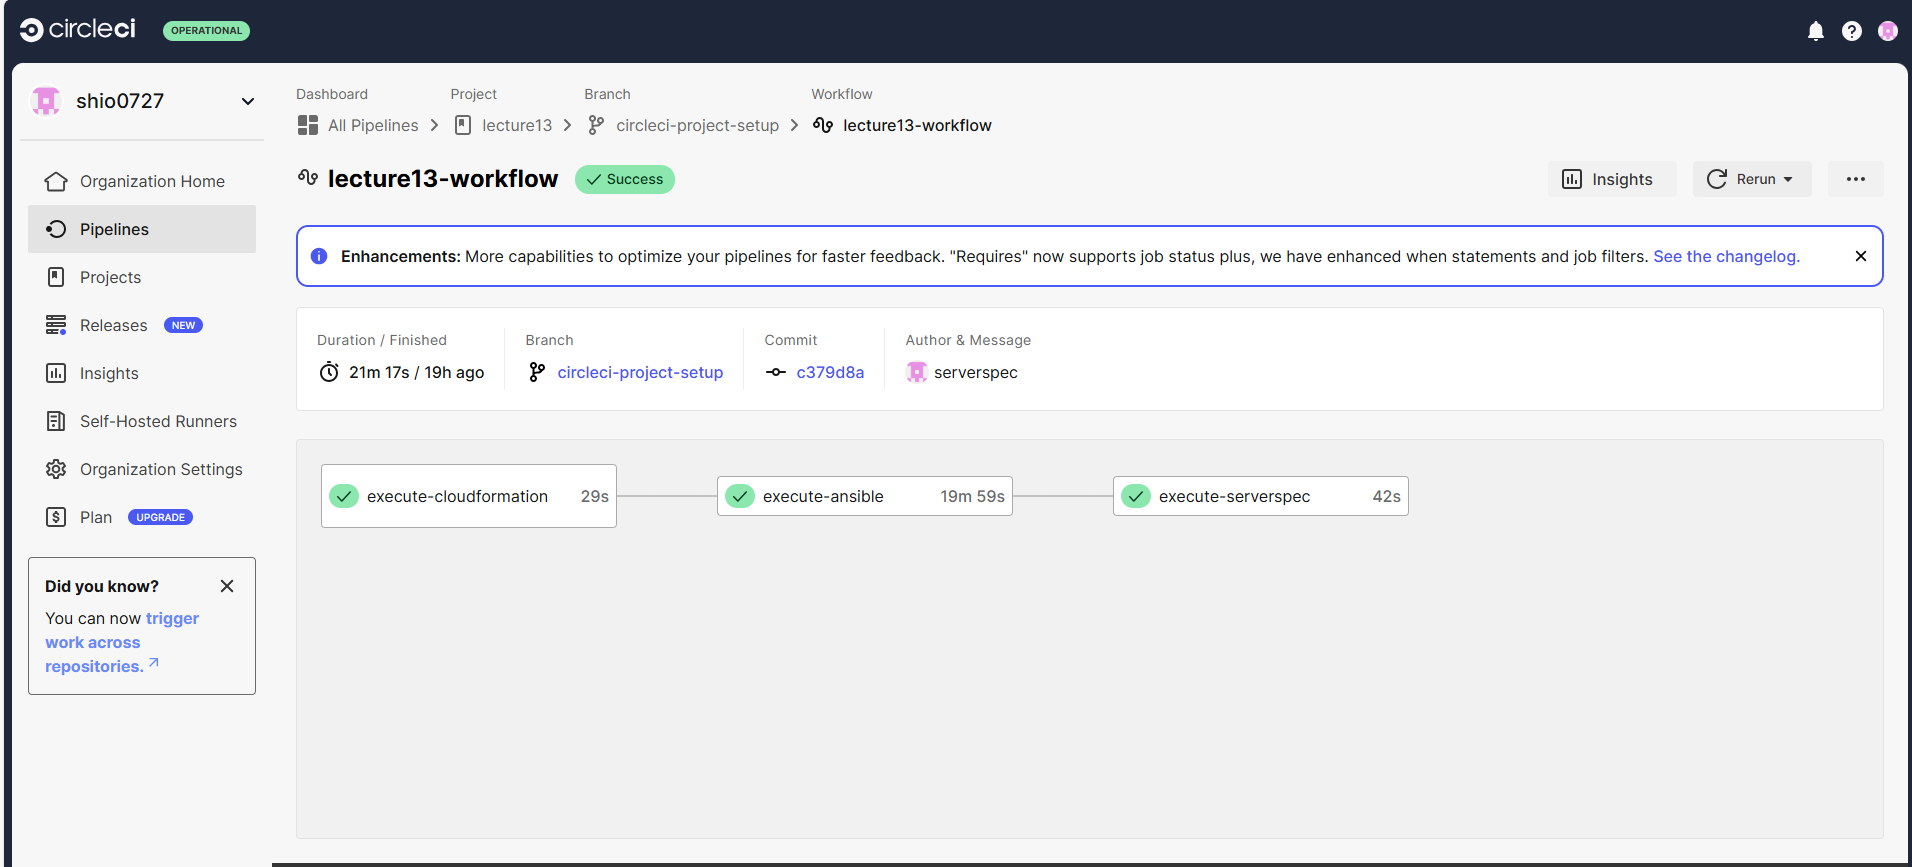 circleci
OPERATIONAL
shio0727
Organization Home
Pipelines
Projects
Releases NEW
Insights
Self-Hosted Runners
Organization Settings
Plan UPGRADE
Did you know?
You can now trigger
work across
repositories.
Dashboard Project Branch Workflow
All Pipelines lecture13 circleci-project-setup lecture13-workflow
lecture13-workflow Success
Insights Rerun
Enhancements: More capabilities to optimize your pipelines for faster feedback. "Requires" now supports job status plus, we have enhanced when statements and job filters. See the changelog.
Duration / Finished Branch Commit Author & Message
21m 17s / 19h ago circleci-project-setup c379d8a serverspec
execute-cloudformation 29s execute-ansible 19m 59s execute-serverspec 42s